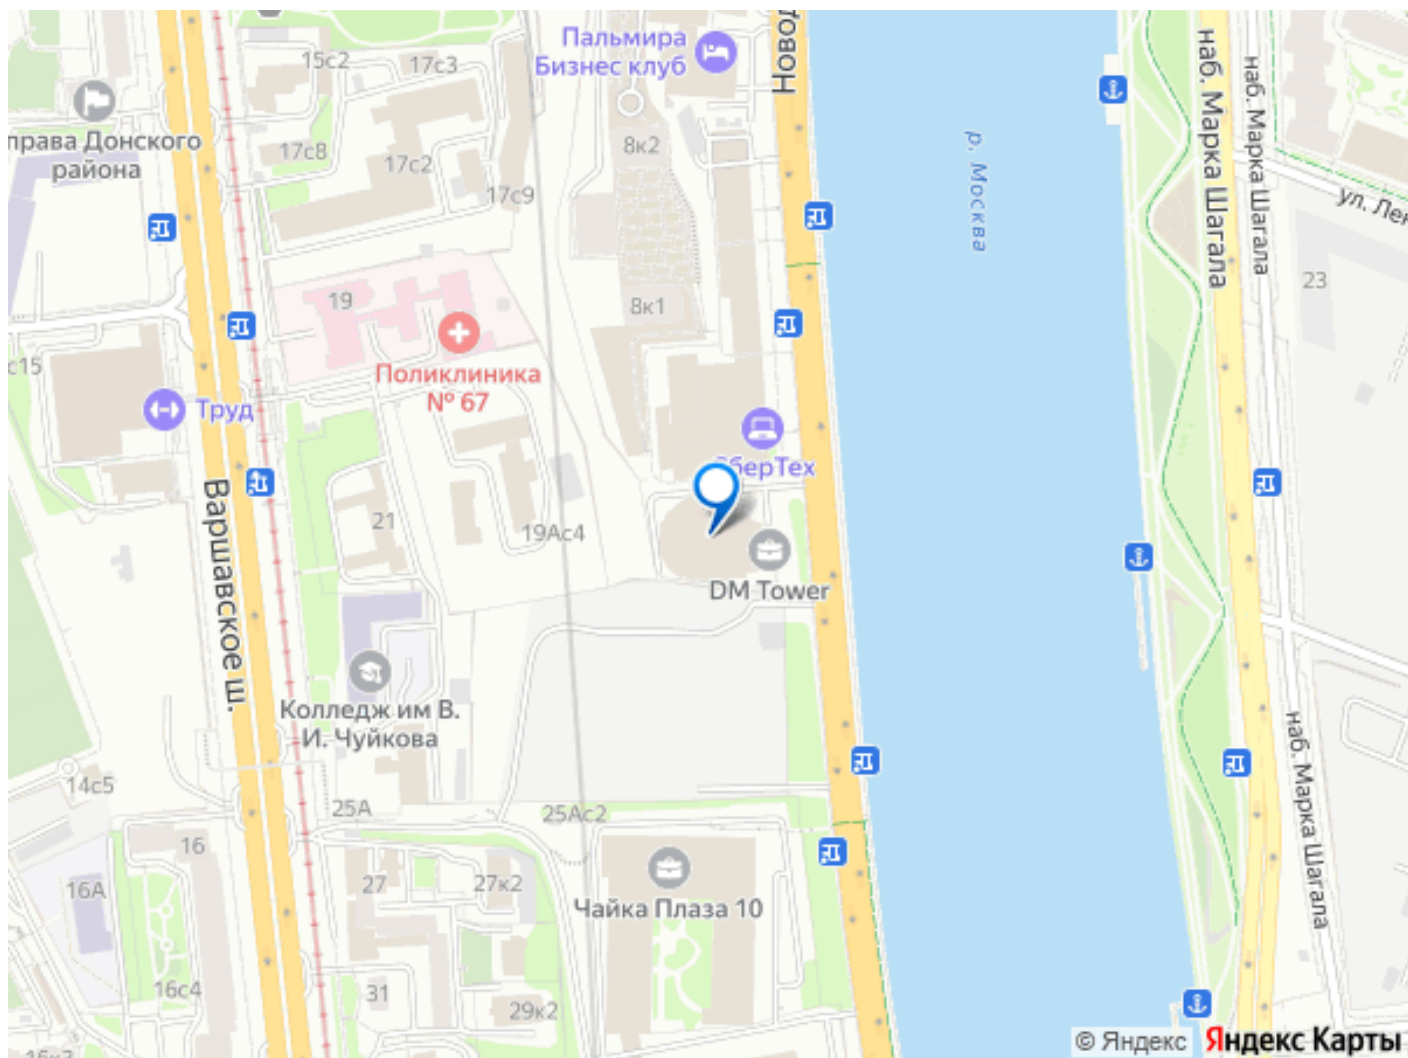 Пальмира
Бизнес клуб
15с2
17с3
Новод
наб. Марка Шагала
наб. Марка Шагала
права Донского
района
17с8
17с2
17с9
8к2
р. Москва
ул. Лен
23
19
8к1
с15
Поликлиника
№ 67
Труд
СберТех
Варшавское ш.
21
19Ас4
DM Tower
Колледж им В.
И. Чуйкова
наб. Марка Шагала
14с5
25А
25Ас2
16
16А
27
27к2
Чайка Плаза 10
16с4
31
29к2
16к3
© Яндекс Яндекс Карты